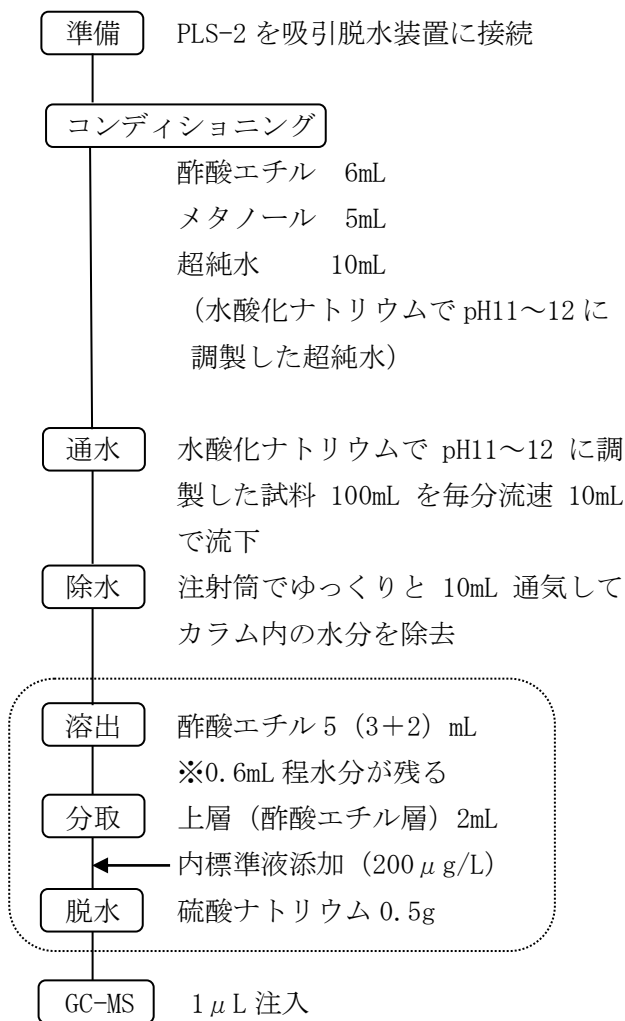 準備 PLS-2 を吸引脱水装置に接続
コンディショニング
酢酸エチル 6mL
メタノール 5mL
超純水 10mL
（水酸化ナトリウムで pH11～12 に
調製した超純水）
通水 水酸化ナトリウムで pH11～12 に調
製した試料 100mL を毎分流速 10mL
で流下
除水 注射筒でゆっくりと 10mL 通気して
カラム内の水分を除去
溶出 酢酸エチル 5（3＋2）mL
※0.6mL 程水分が残る
分取 上層（酢酸エチル層）2mL
内標準液添加（200μg/L）
脱水 硫酸ナトリウム 0.5g
GC-MS 1μL 注入